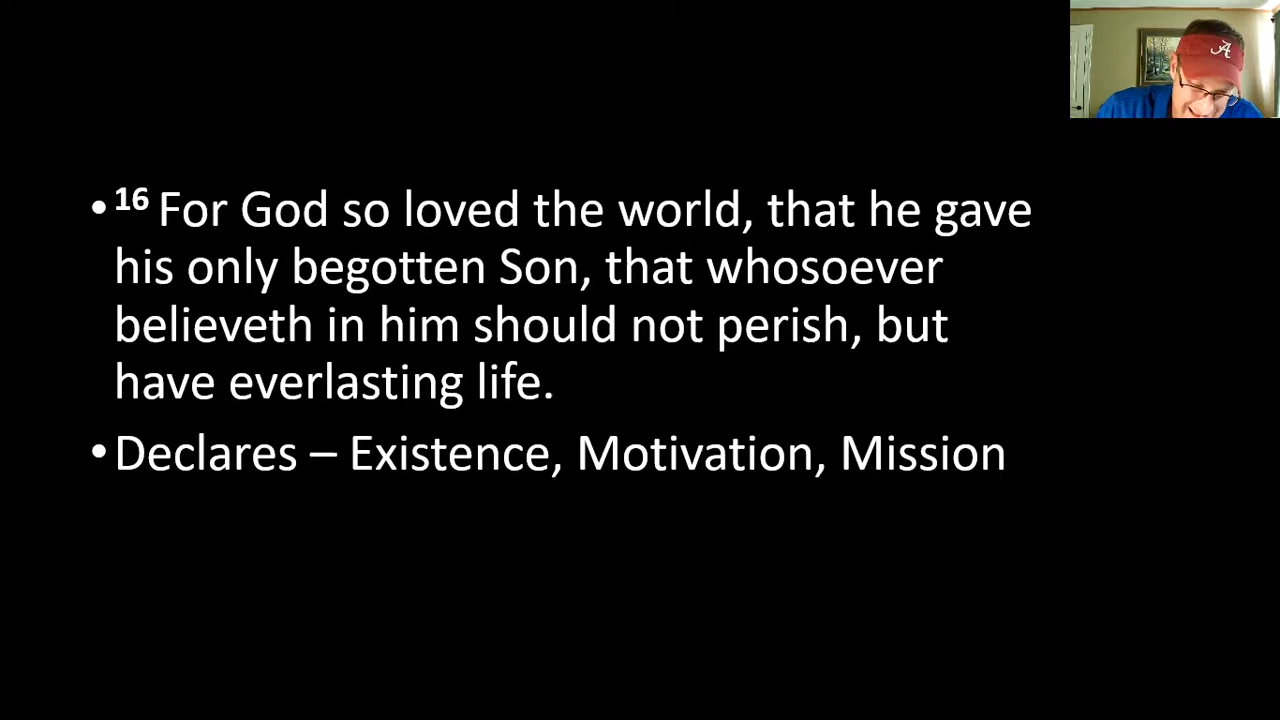 • 16 For God so loved the world, that he gave
his only begotten Son, that whosoever
believeth in him should not perish, but
have everlasting life.
• Declares – Existence, Motivation, Mission
A